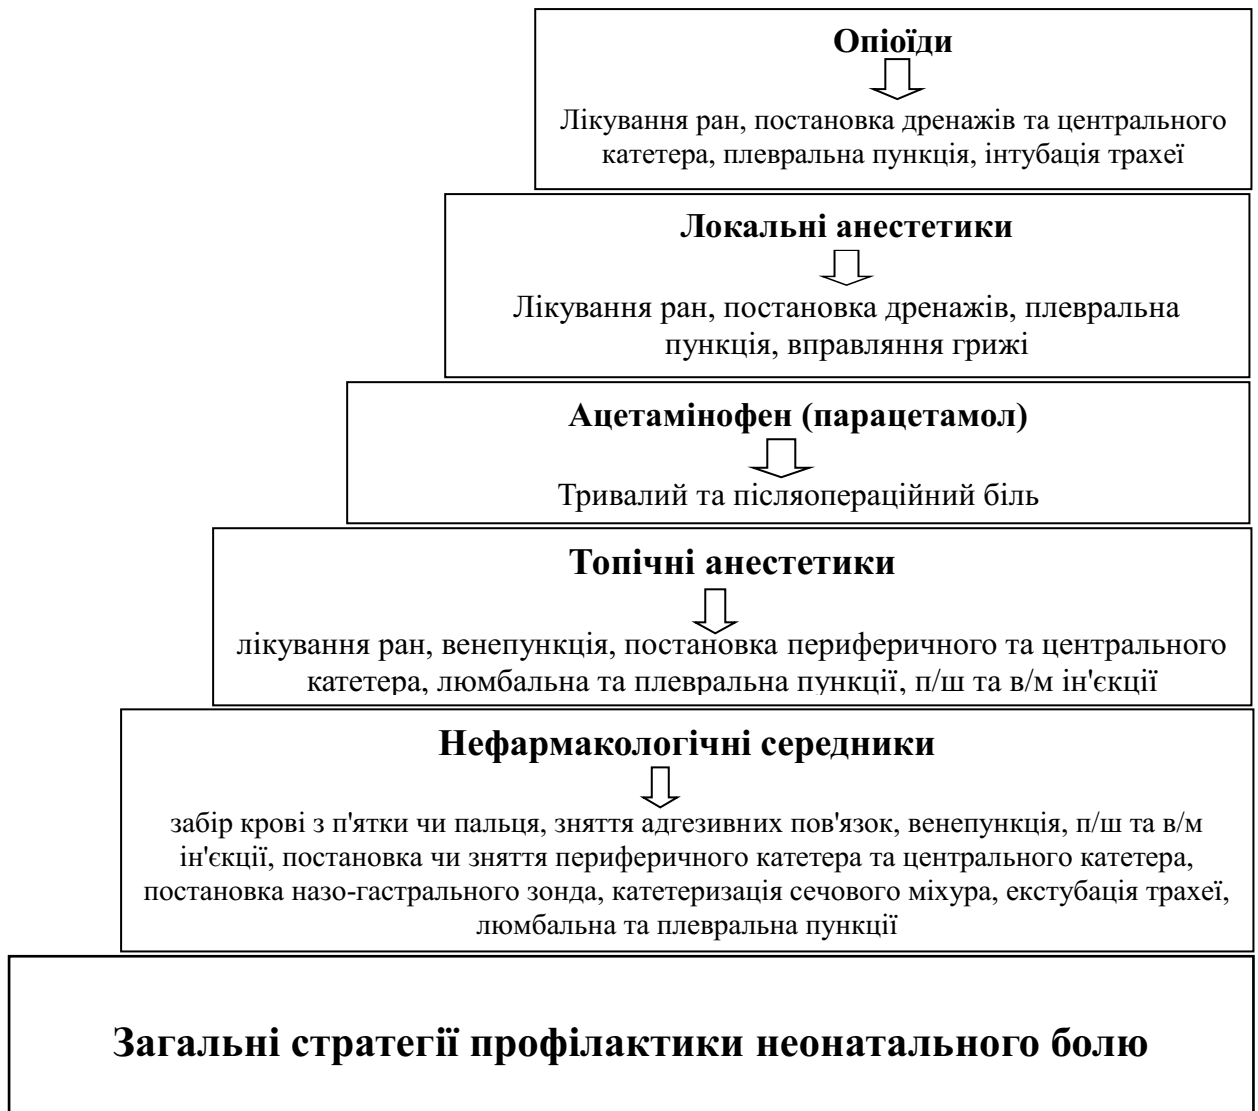 Опіоїди
Лікування ран, постановка дренажів та центрального
катетера, плевральна пункція, інтубація трахеї
Локальні анестетики
Лікування ран, постановка дренажів, плевральна
пункція, вправляння грижі
Ацетамінофен (парацетамол)
Тривалий та післяопераційний біль
Топічні анестетики
лікування ран, венепункція, постановка периферичного та центрального
катетера, люмбальна та плевральна пункції, п/ш та в/м ін'єкції
Нефармакологічні середники
забір крові з п'ятки чи пальця, зняття адгезивних пов'язок, венепункція, п/ш та в/м
ін'єкції, постановка чи зняття периферичного катетера та центрального катетера,
постановка назо-гастрального зонда, катетеризація сечового міхура, екстубація трахеї,
люмбальна та плевральна пункції
Загальні стратегії профілактики неонатального болю